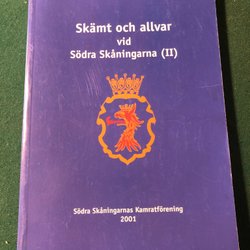 Skämt och allvar
vid
Södra Skåningarna (II)
Södra Skåningarnas Kamratförening
2001